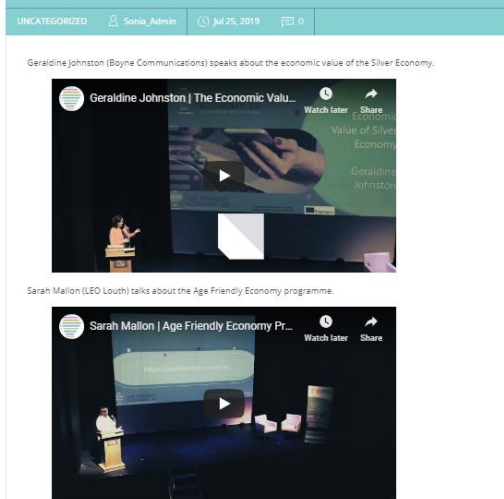 UNCATEGORIZED Sonia_Admin Jul 25, 2019 0
Geraldine Johnston (Boyne Communications) speaks about the economic value of the Silver Economy.
Geraldine Johnston | The Economic Valu...
Watch later Share
Economic
Value of Silver
Economy
Geraldine
Johnston
Sarah Mallon (LEO Louth) talks about the Age Friendly Economy programme.
Sarah Mallon | Age Friendly Economy Pr...
Watch later Share